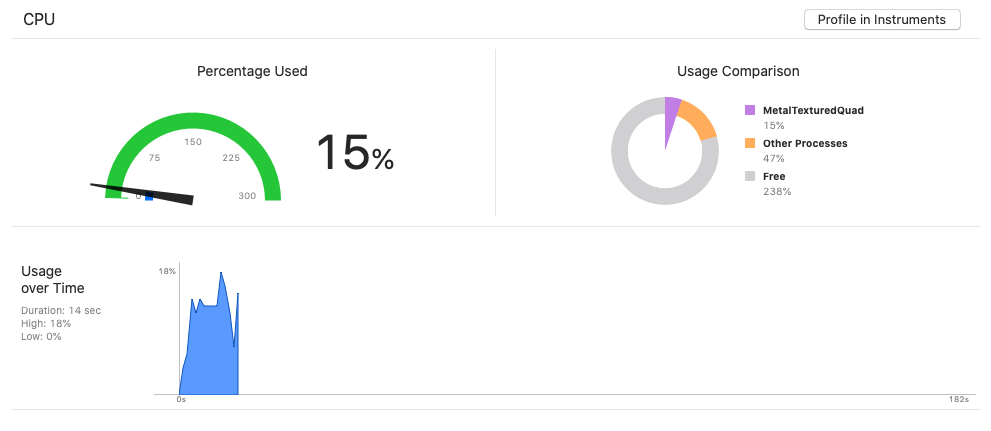 CPU
Profile in Instruments
Percentage Used
Usage Comparison
0
75
150
225
300
15%
MetalTexturedQuad
15%
Other Processes
47%
Free
238%
Usage
over Time
Duration: 14 sec
High: 18%
Low: 0%
18%
0s
182s